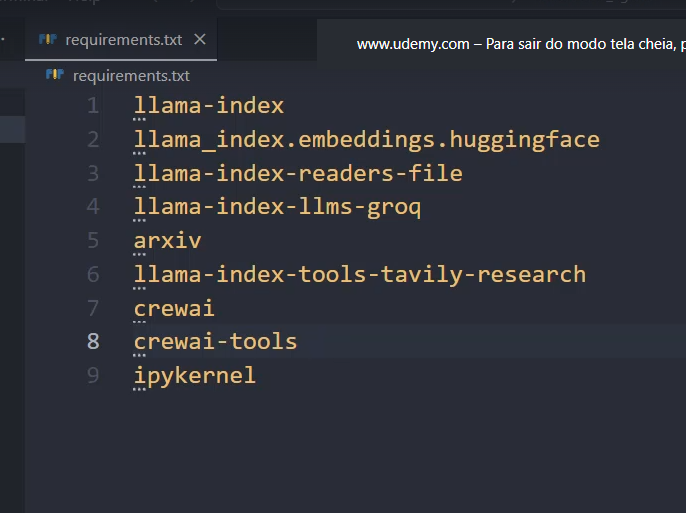 requirements.txt
www.udemy.com – Para sair do modo tela cheia, p
requirements.txt
1 llama-index
2 llama_index.embeddings.huggingface
3 llama-index-readers-file
4 llama-index-llms-groq
5 arxiv
6 llama-index-tools-tavily-research
7 crewai
8 crewai-tools
9 ipykernel